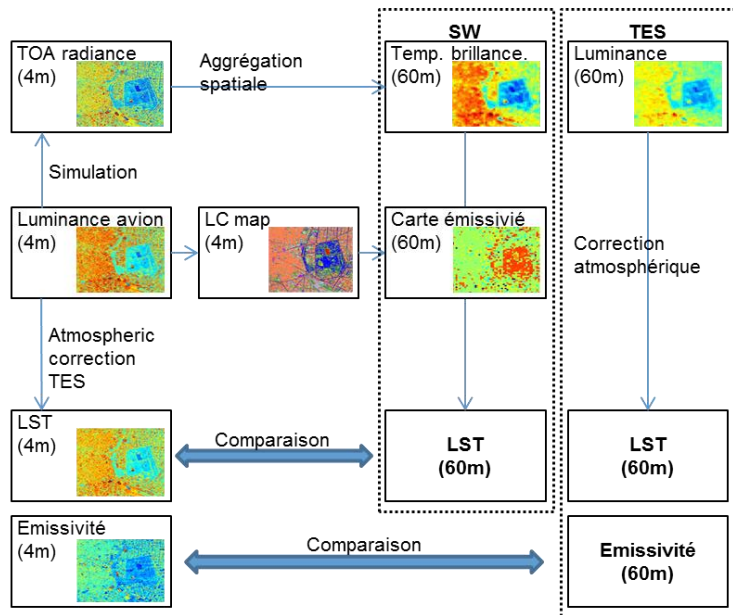 SW
TES
TOA radiance
(4m)
Aggrégation
spatiale
Temp. brillance.
(60m)
Luminance
(60m)
Simulation
Luminance avion
(4m)
LC map
(4m)
Carte émissivié
(60m)
Correction
atmosphérique
Atmospheric
correction
TES
LST
(4m)
Comparaison
LST
(60m)
LST
(60m)
Emissivité
(4m)
Comparaison
Emissivité
(60m)